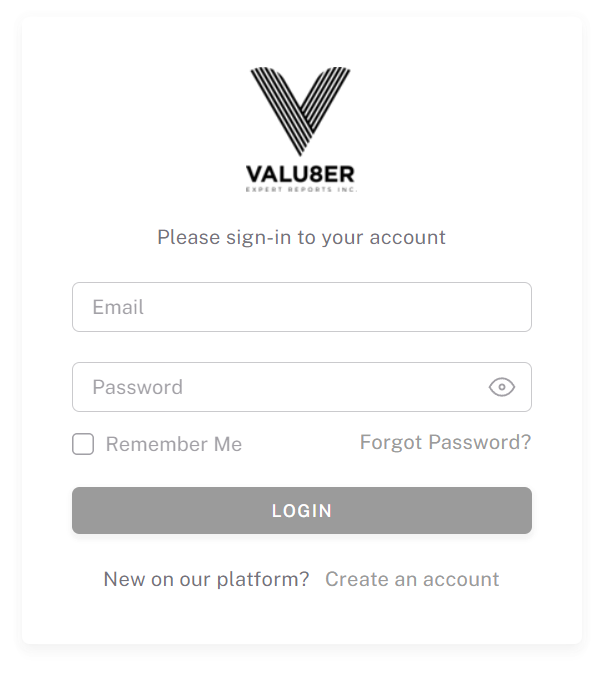 VALU8ER
EXPERT REPORTS INC.
Please sign-in to your account
Email
Password
Remember Me Forgot Password?
LOGIN
New on our platform? Create an account